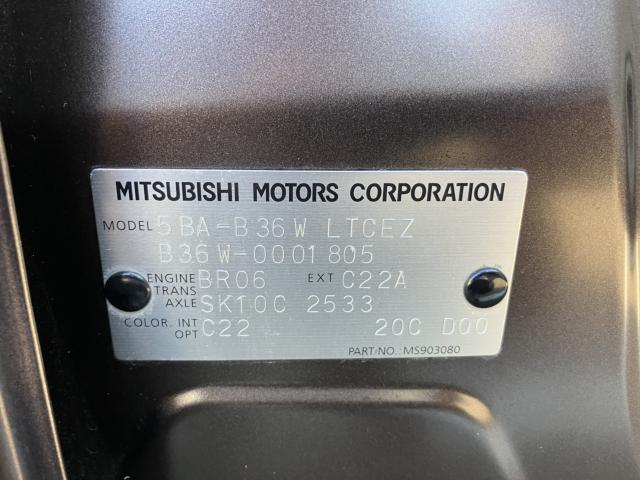 MITSUBISHI MOTORS CORPORATION
MODEL 5BA-B36W LTCEZ
B36W-0001805
ENGINE BR06 EXT C22A
TRANS AXLE SK10C 2533
COLOR. INT C22 20C D00
OPT
PART-NO.: MS903080